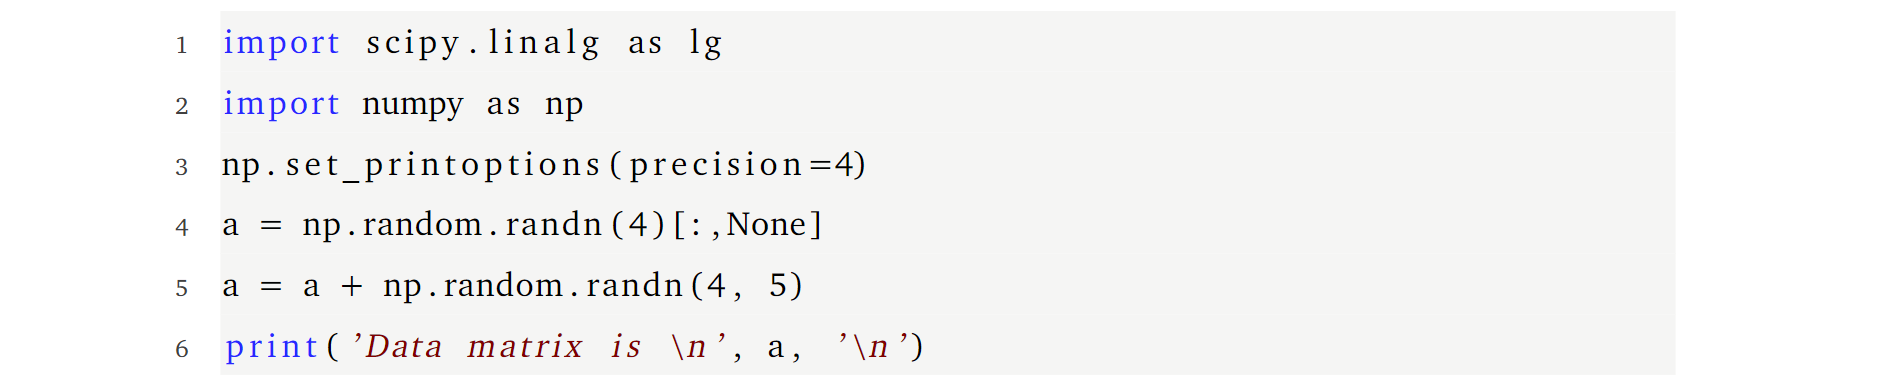 1 import scipy.linalg as lg
2 import numpy as np
3 np.set_printoptions(precision=4)
4 a = np.random.randn(4)[:,None]
5 a = a + np.random.randn(4, 5)
6 print('Data matrix is \n', a, '\n')